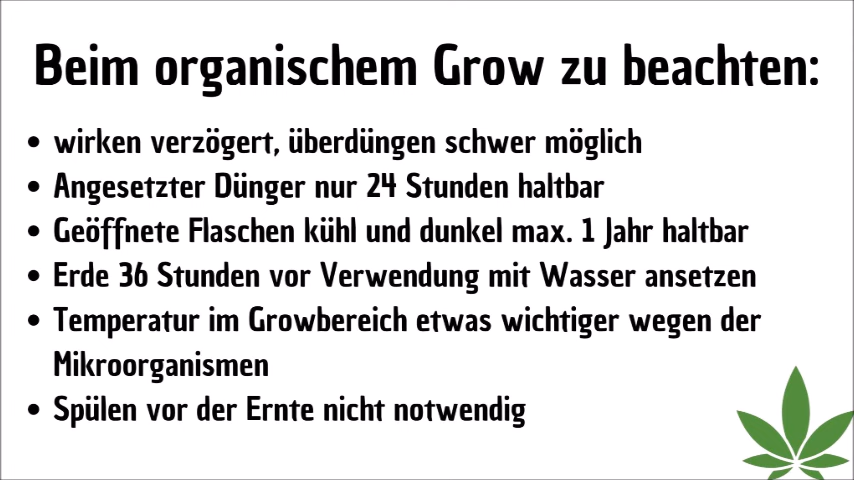 Beim organischem Grow zu beachten:
• wirken verzögert, überdüngen schwer möglich
• Angesetzter Dünger nur 24 Stunden haltbar
• Geöffnete Flaschen kühl und dunkel max. 1 Jahr haltbar
• Erde 36 Stunden vor Verwendung mit Wasser ansetzen
• Temperatur im Growbereich etwas wichtiger wegen der
Mikroorganismen
• Spülen vor der Ernte nicht notwendig